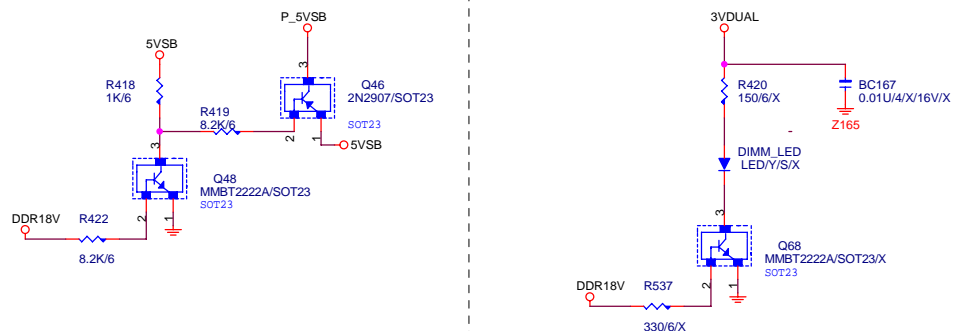 P_5VSB
5VSB
3
R418
1K/6
Q46
2N2907/SOT23
R419
8.2K/6
SOT23
2
1
5VSB
3
Q48
MMBT2222A/SOT23
SOT23
DDR18V
R422
2
1
8.2K/6
3VDUAL
R420
150/6/X
BC167
0.01U/4/X/16V/X
Z165
-
DIMM_LED
LED/Y/S/X
3
Q68
MMBT2222A/SOT23/X
SOT23
DDR18V
R537
2
1
330/6/X